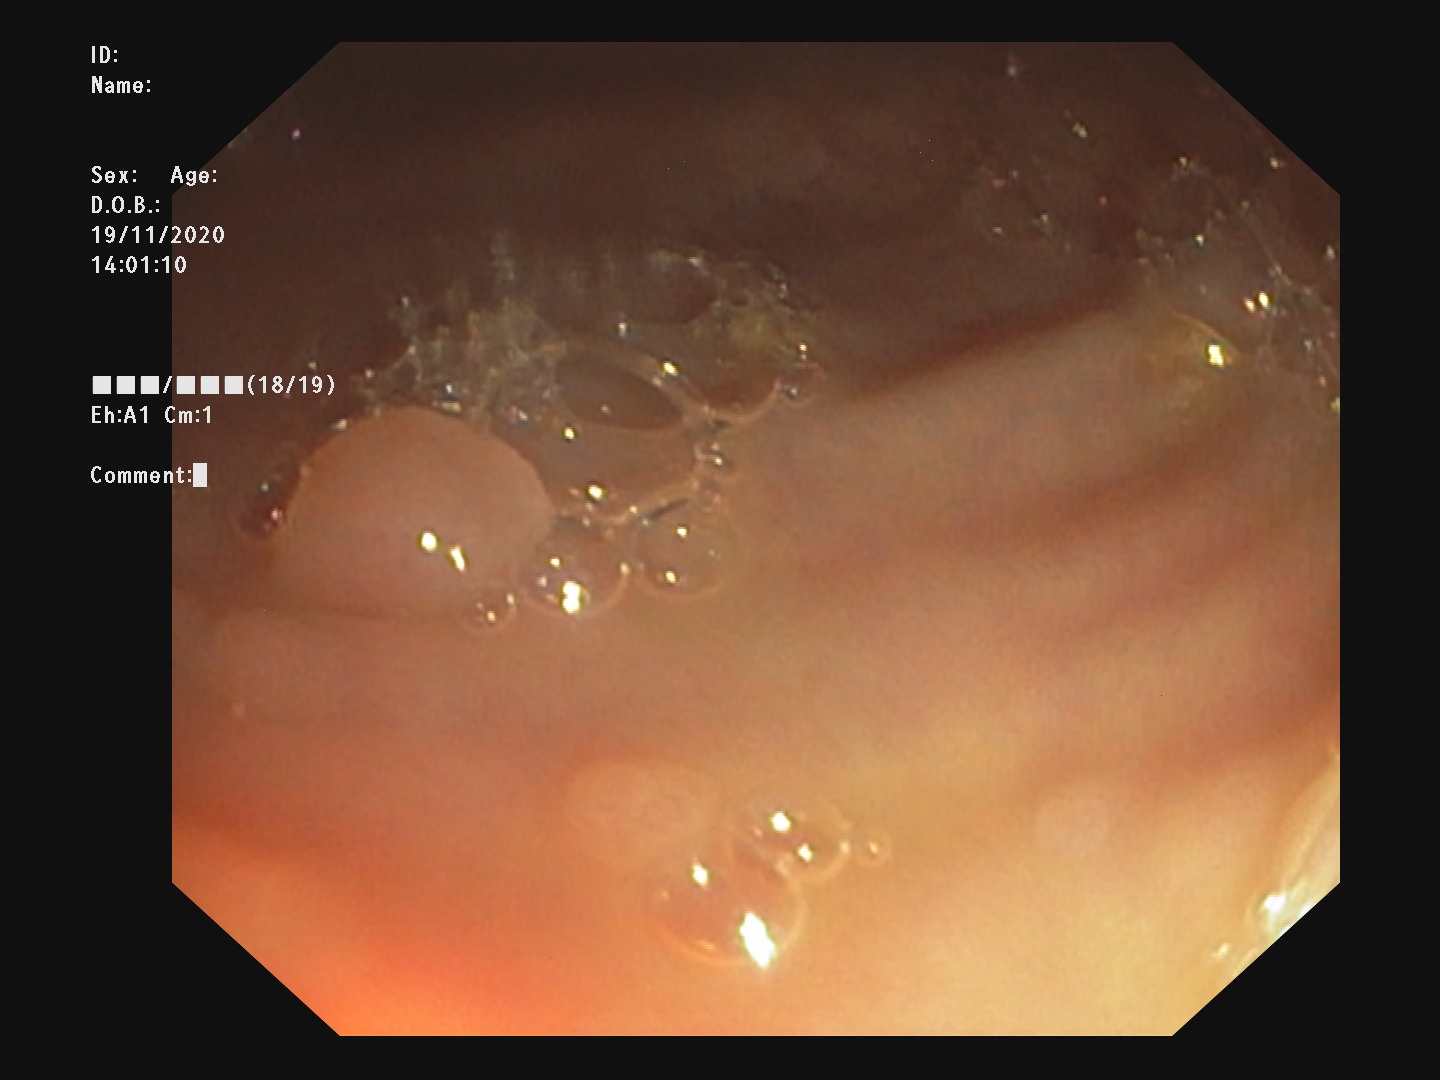 ID:
Name:
Sex: Age:
D.O.B.:
19/11/2020
14:01:10
■■■/■■■(18/19)
Eh:A1 Cm:1
Comment: